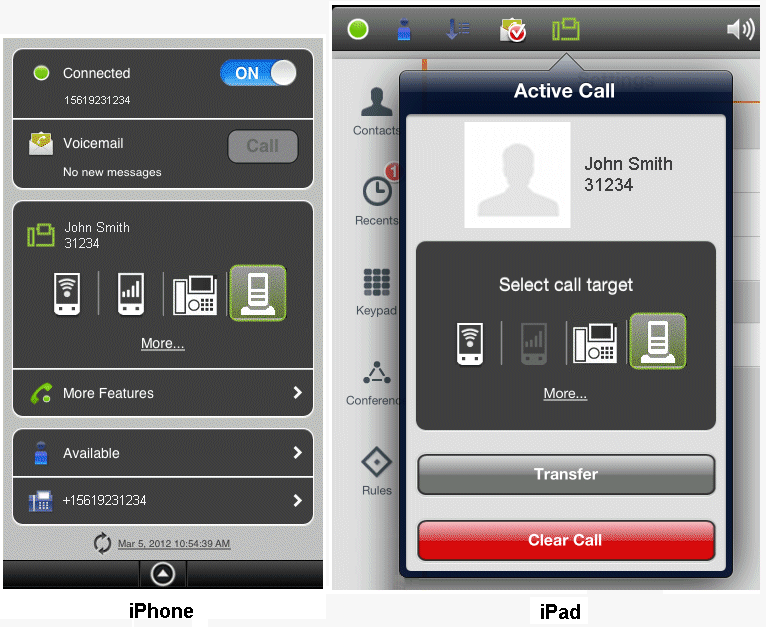 Connected
ON
15619231234
Voicemail
Call
No new messages
John Smith
31234
More...
More Features
Available
+15619231234
Mar 5, 2012 10:54:39 AM
iPhone
Settings
Active Call
Contacts
1
Recents
Keypad
Conferenc
Rules
John Smith
31234
Select call target
More...
Transfer
Clear Call
iPad